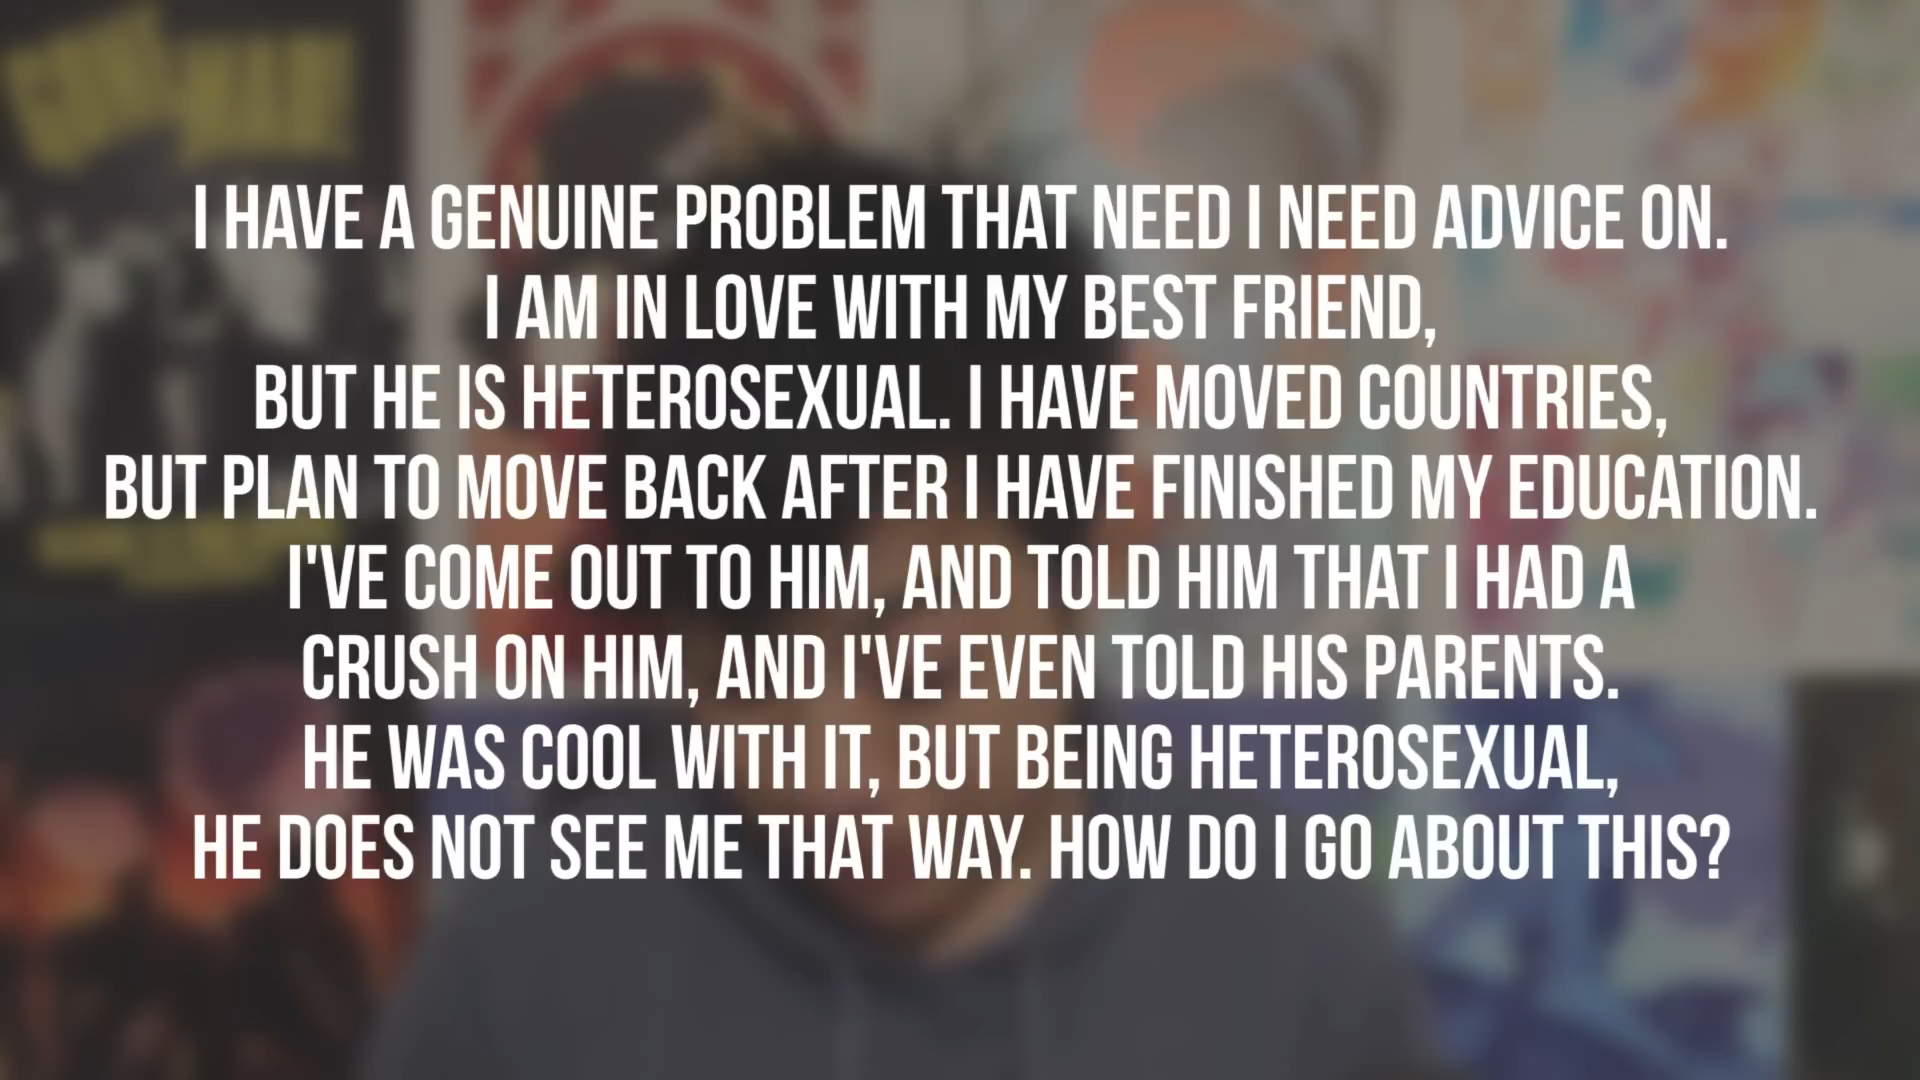 I HAVE A GENUINE PROBLEM THAT NEED I NEED ADVICE ON.
I AM IN LOVE WITH MY BEST FRIEND,
BUT HE IS HETEROSEXUAL. I HAVE MOVED COUNTRIES,
BUT PLAN TO MOVE BACK AFTER I HAVE FINISHED MY EDUCATION.
I'VE COME OUT TO HIM, AND TOLD HIM THAT I HAD A
CRUSH ON HIM, AND I'VE EVEN TOLD HIS PARENTS.
HE WAS COOL WITH IT, BUT BEING HETEROSEXUAL,
HE DOES NOT SEE ME THAT WAY. HOW DO I GO ABOUT THIS?